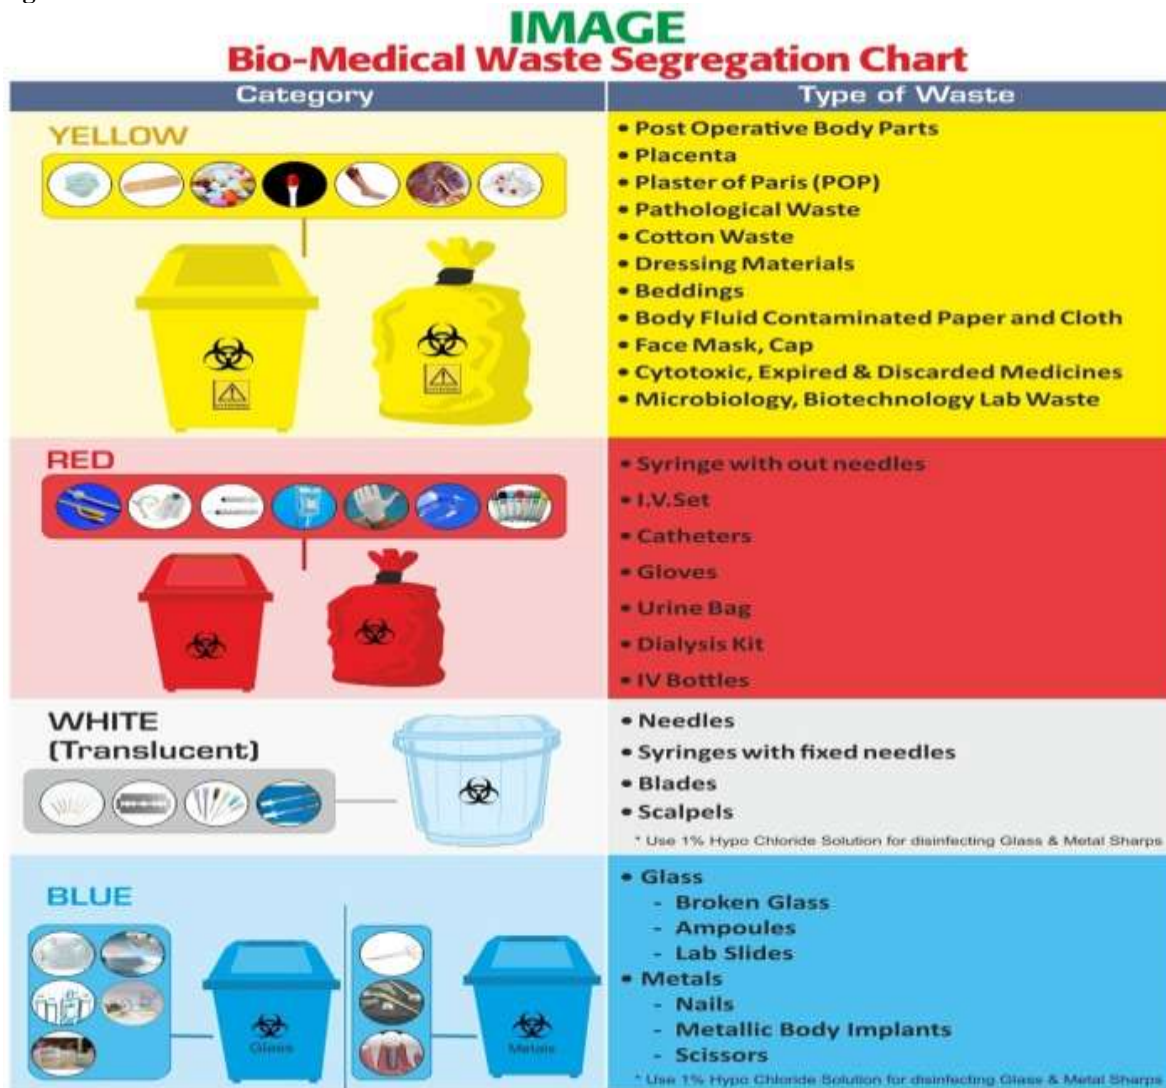 IMAGE
Bio-Medical Waste Segregation Chart
Category
Type of Waste
YELLOW
• Post Operative Body Parts
• Placenta
• Plaster of Paris (POP)
• Pathological Waste
• Cotton Waste
• Dressing Materials
• Beddings
• Body Fluid Contaminated Paper and Cloth
• Face Mask, Cap
• Cytotoxic, Expired & Discarded Medicines
• Microbiology, Biotechnology Lab Waste
RED
• Syringe with out needles
• I.V.Set
• Catheters
• Gloves
• Urine Bag
• Dialysis Kit
• IV Bottles
WHITE
(Translucent)
• Needles
• Syringes with fixed needles
• Blades
• Scalpels
* Use 1% Hypo Chloride Solution for disinfecting Glass & Metal Sharps
BLUE
Glass
Metals
• Glass
- Broken Glass
- Ampoules
- Lab Slides
• Metals
- Nails
- Metallic Body Implants
- Scissors
* Use 1% Hypo Chloride Solution for disinfecting Glass & Metal Sharps